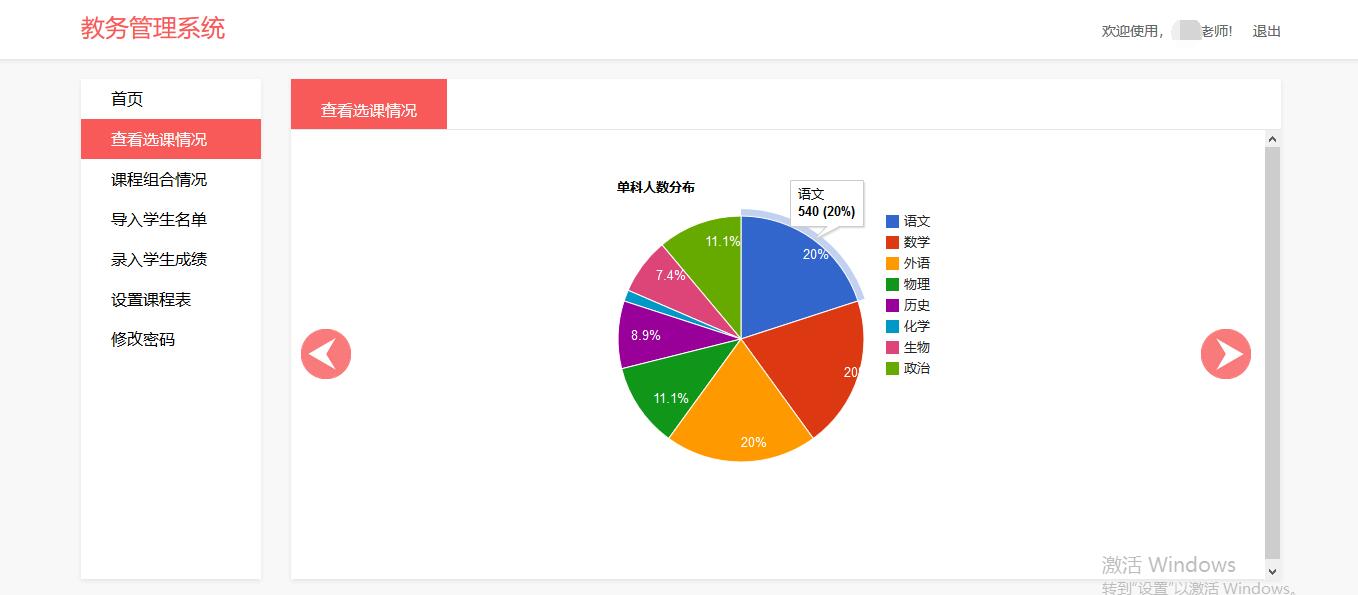 教务管理系统
欢迎使用，老师! 退出
首页
查看选课情况
课程组合情况
导入学生名单
录入学生成绩
设置课程表
修改密码
查看选课情况
单科人数分布
语文
540 (20%)
20%
20
20%
11.1%
8.9%
7.4%
11.1%
语文
数学
外语
物理
历史
化学
生物
政治
激活 Windows
转到"设置"以激活 Windows。